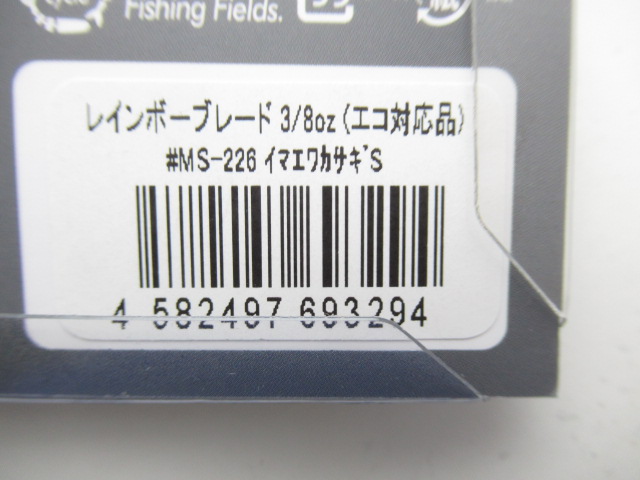 Fishing Fields.
レインボーブレード 3/8oz(エコ対応品)
#MS-226 ｲﾏｴﾜｶｻｷﾞS
4 582497 693294